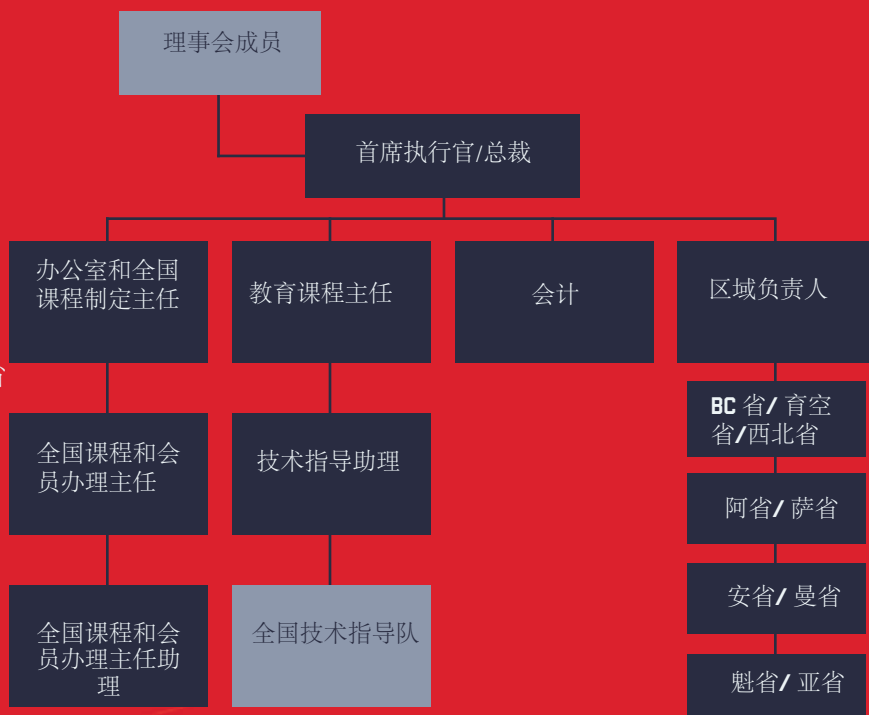 理事会成员
首席执行官/总裁
办公室和全国
课程制定主任
教育课程主任
会计
区域负责人
省
BC 省/ 育空
省/西北省
全国课程和会
员办理主任
技术指导助理
阿省/ 萨省
安省/ 曼省
全国课程和会
员办理主任助
理
全国技术指导队
魁省/ 亚省